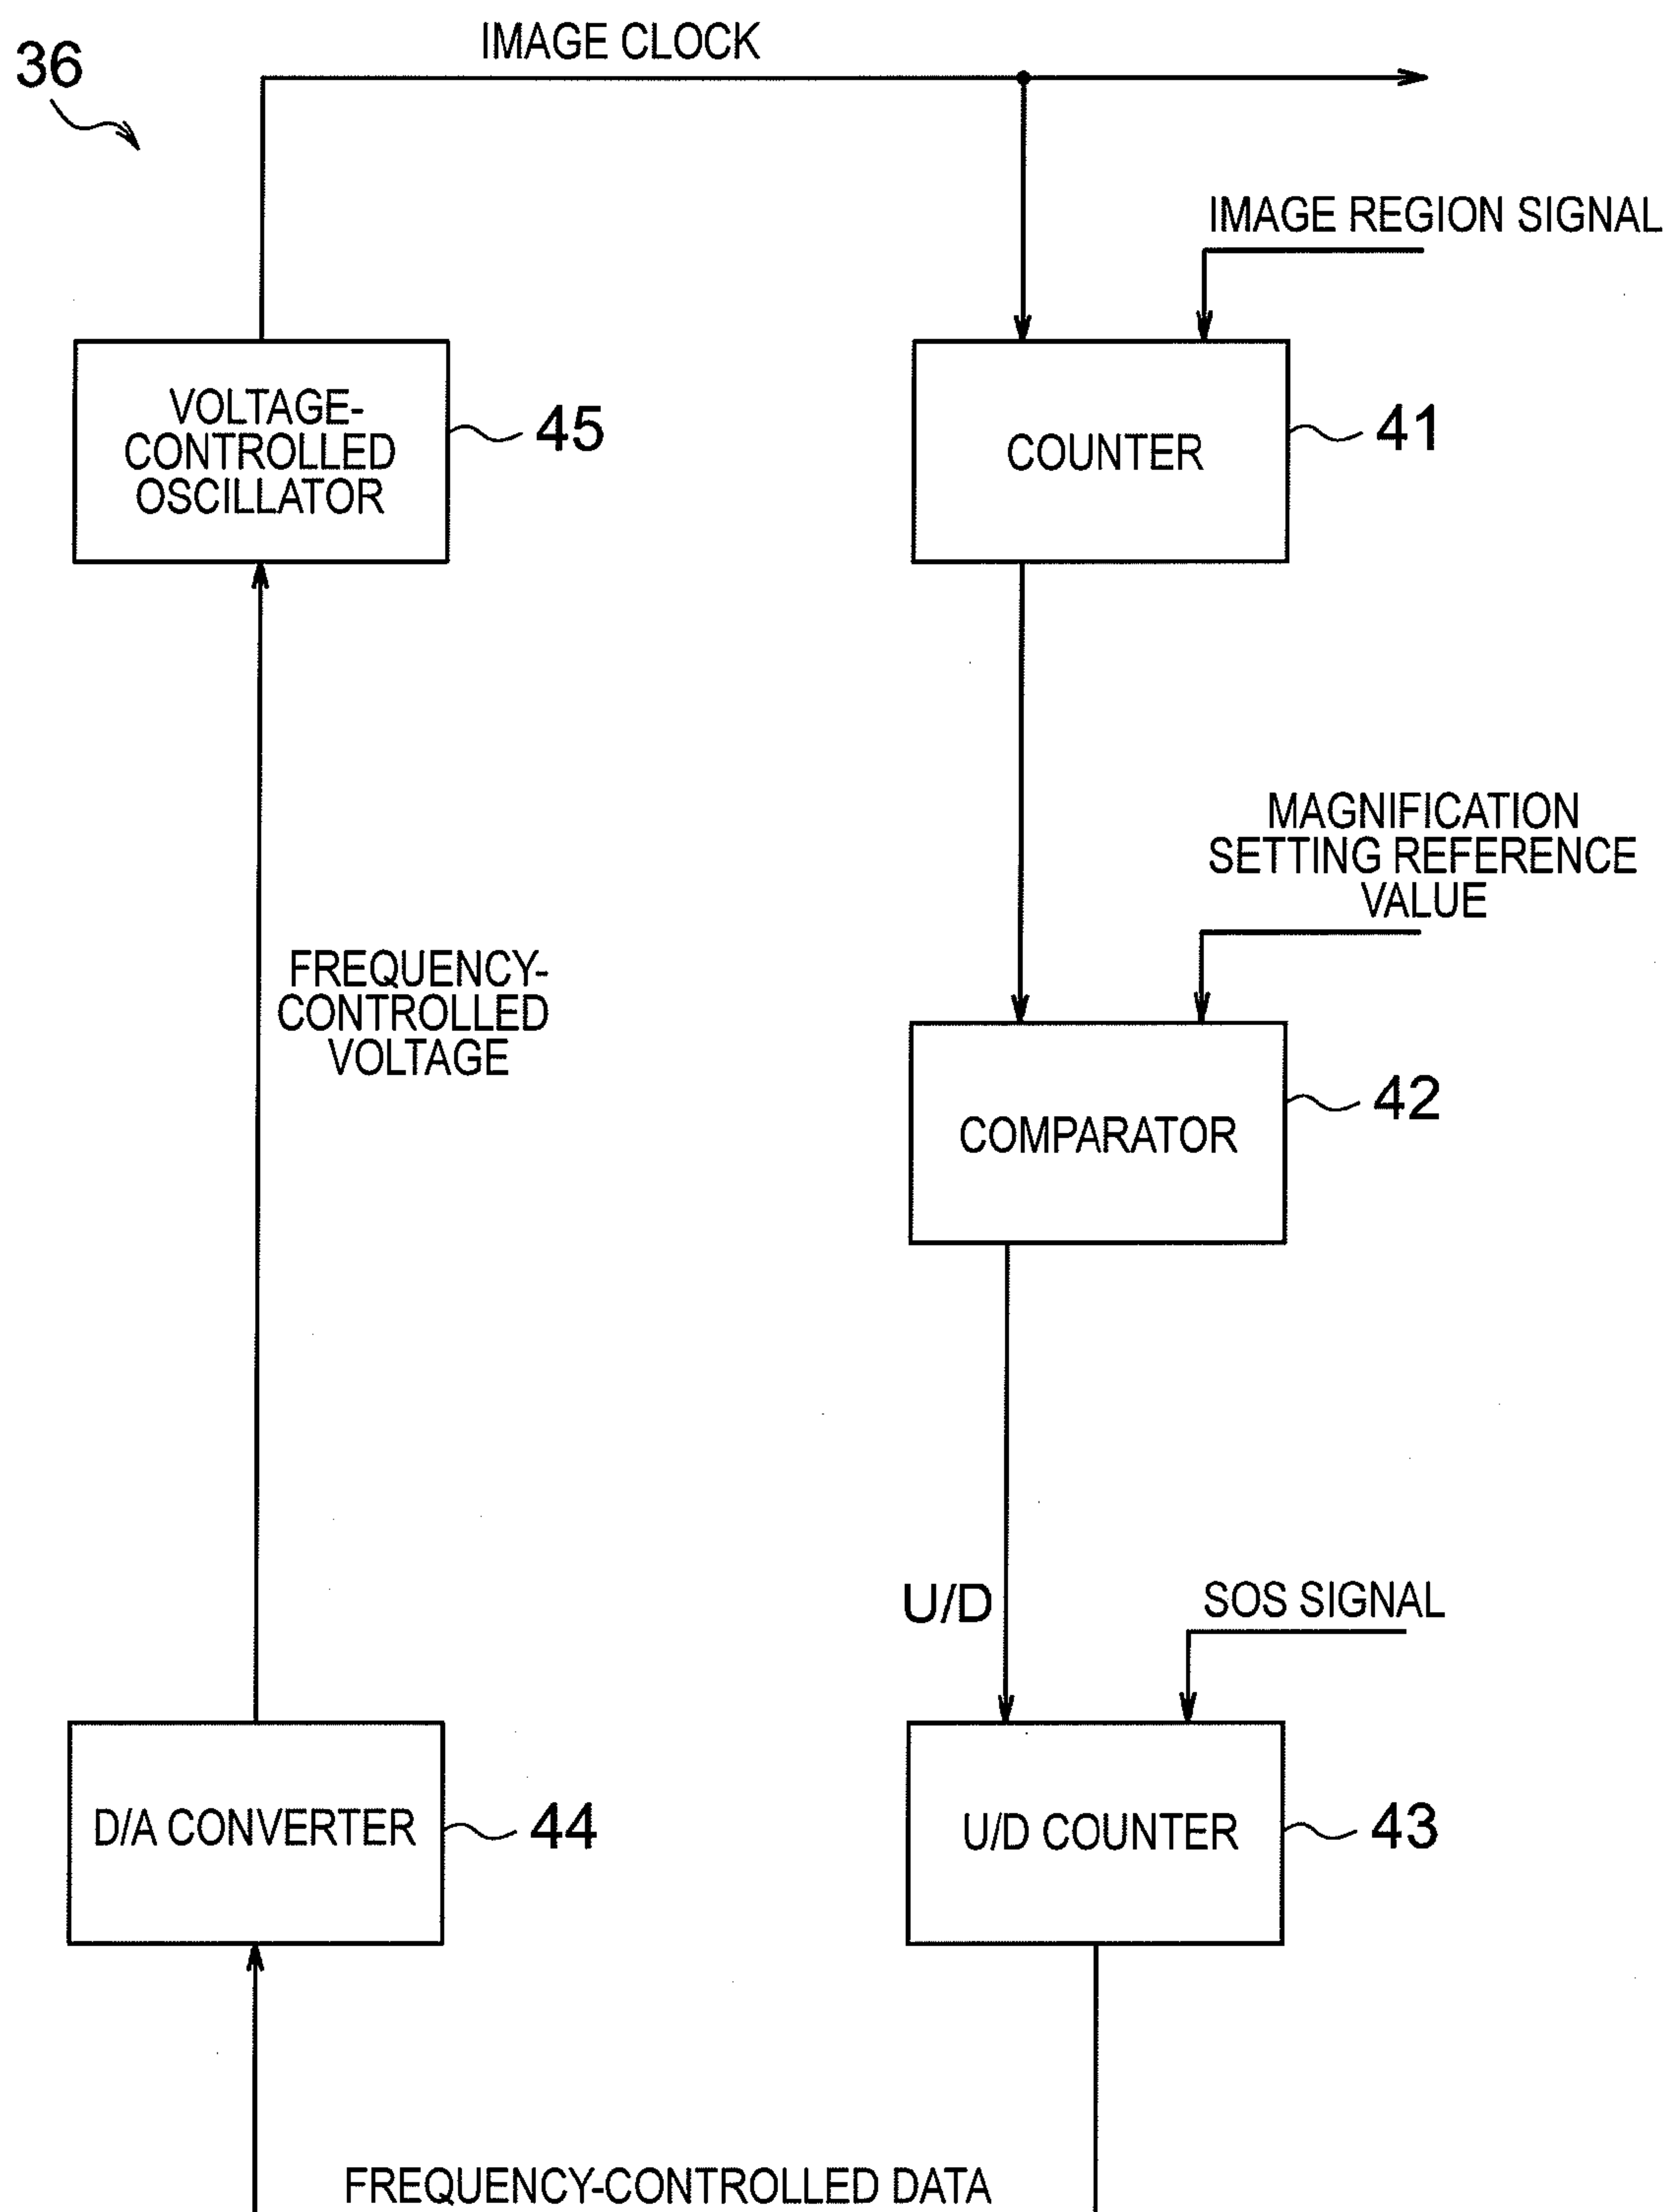 IMAGE CLOCK
36
IMAGE REGION SIGNAL
VOLTAGE-
CONTROLLED
OSCILLATOR
45
COUNTER
41
MAGNIFICATION
SETTING REFERENCE
VALUE
FREQUENCY-
CONTROLLED
VOLTAGE
COMPARATOR
42
U/D
SOS SIGNAL
D/A CONVERTER
44
U/D COUNTER
43
FREQUENCY-CONTROLLED DATA